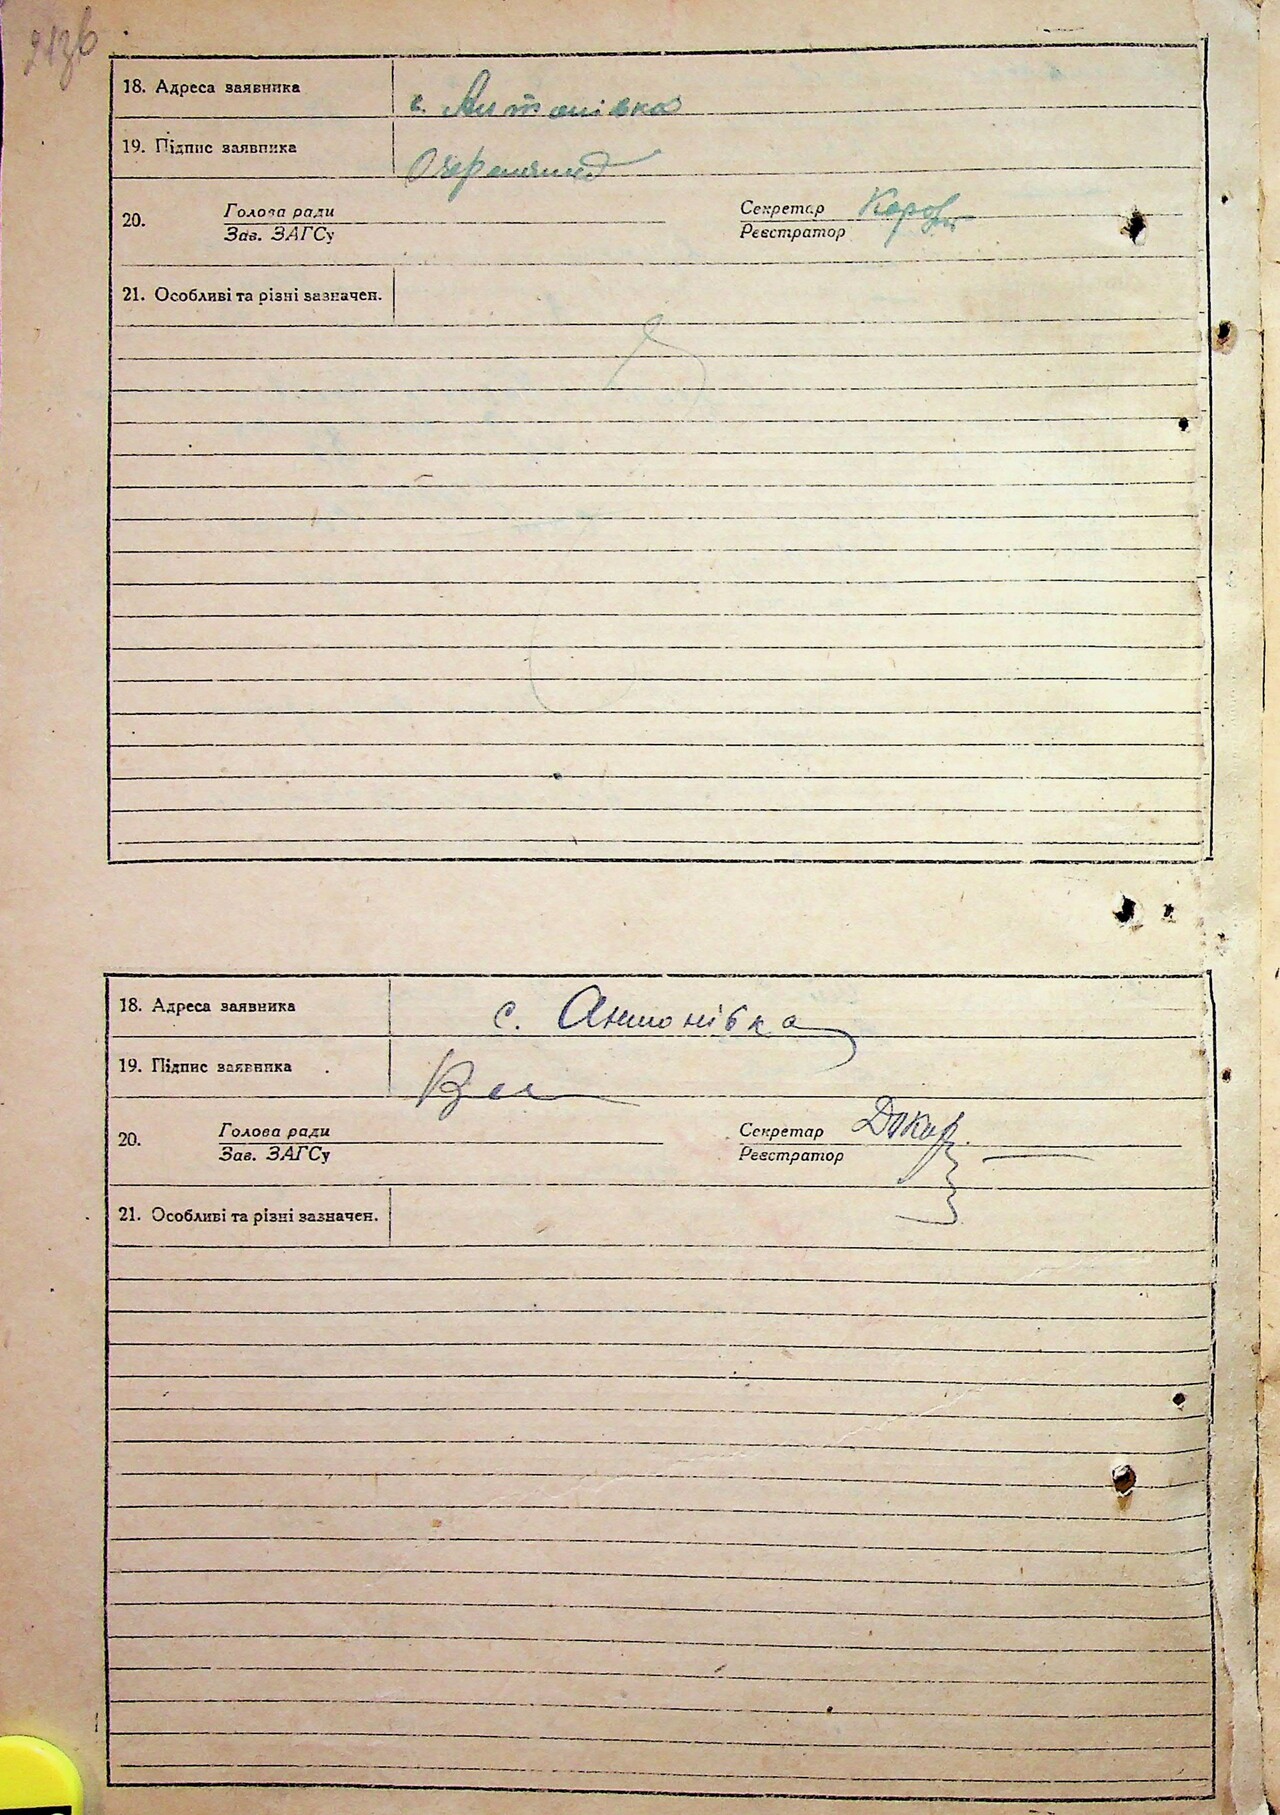 18. Адреса заявника с. Антонівка
19. Підпис заявника
20. Голова ради Секретар
Зав. ЗАГСу Реєстратор
21. Особливі та різні зазначен.
18. Адреса заявника с. Антонівка
19. Підпис заявника
20. Голова ради Секретар
Зав. ЗАГСу Реєстратор
21. Особливі та різні зазначен.